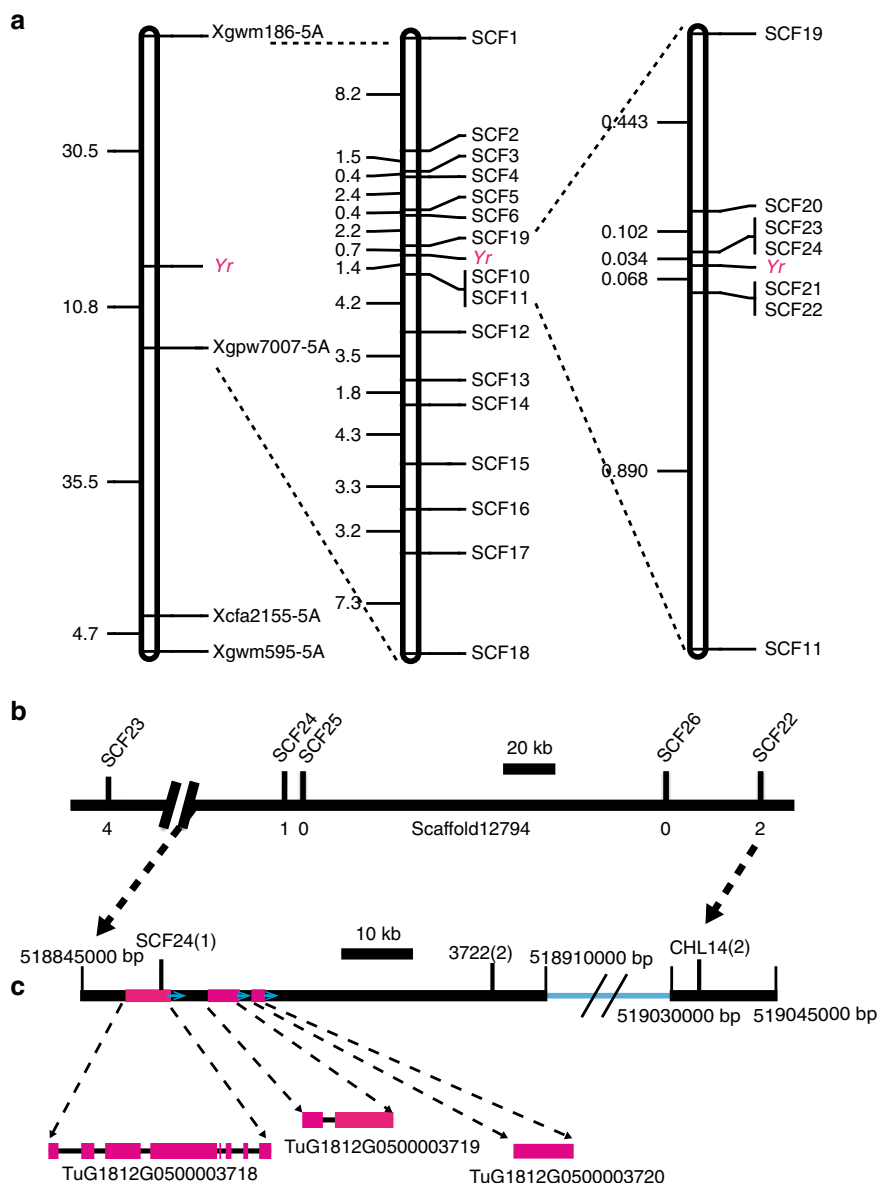 a
Xgwm186-5A
30.5
Yr
10.8
Xgpw7007-5A
35.5
Xcfa2155-5A
4.7
Xgwm595-5A
SCF1
8.2
SCF2
1.5
SCF3
0.4
SCF4
2.4
SCF5
0.4
SCF6
2.2
SCF19
0.7
Yr
1.4
SCF10
SCF11
4.2
SCF12
3.5
SCF13
1.8
SCF14
4.3
SCF15
3.3
SCF16
3.2
SCF17
7.3
SCF18
SCF19
0.443
SCF20
0.102
SCF23
SCF24
0.034
Yr
0.068
SCF21
SCF22
0.890
SCF11
b
SCF23
SCF24
SCF25
20 kb
SCF26
SCF22
4
1
0
Scaffold12794
0
2
518845000 bp
SCF24(1)
10 kb
3722(2)
518910000 bp
CHL14(2)
c
519030000 bp
519045000 bp
TuG1812G0500003718
TuG1812G0500003719
TuG1812G0500003720